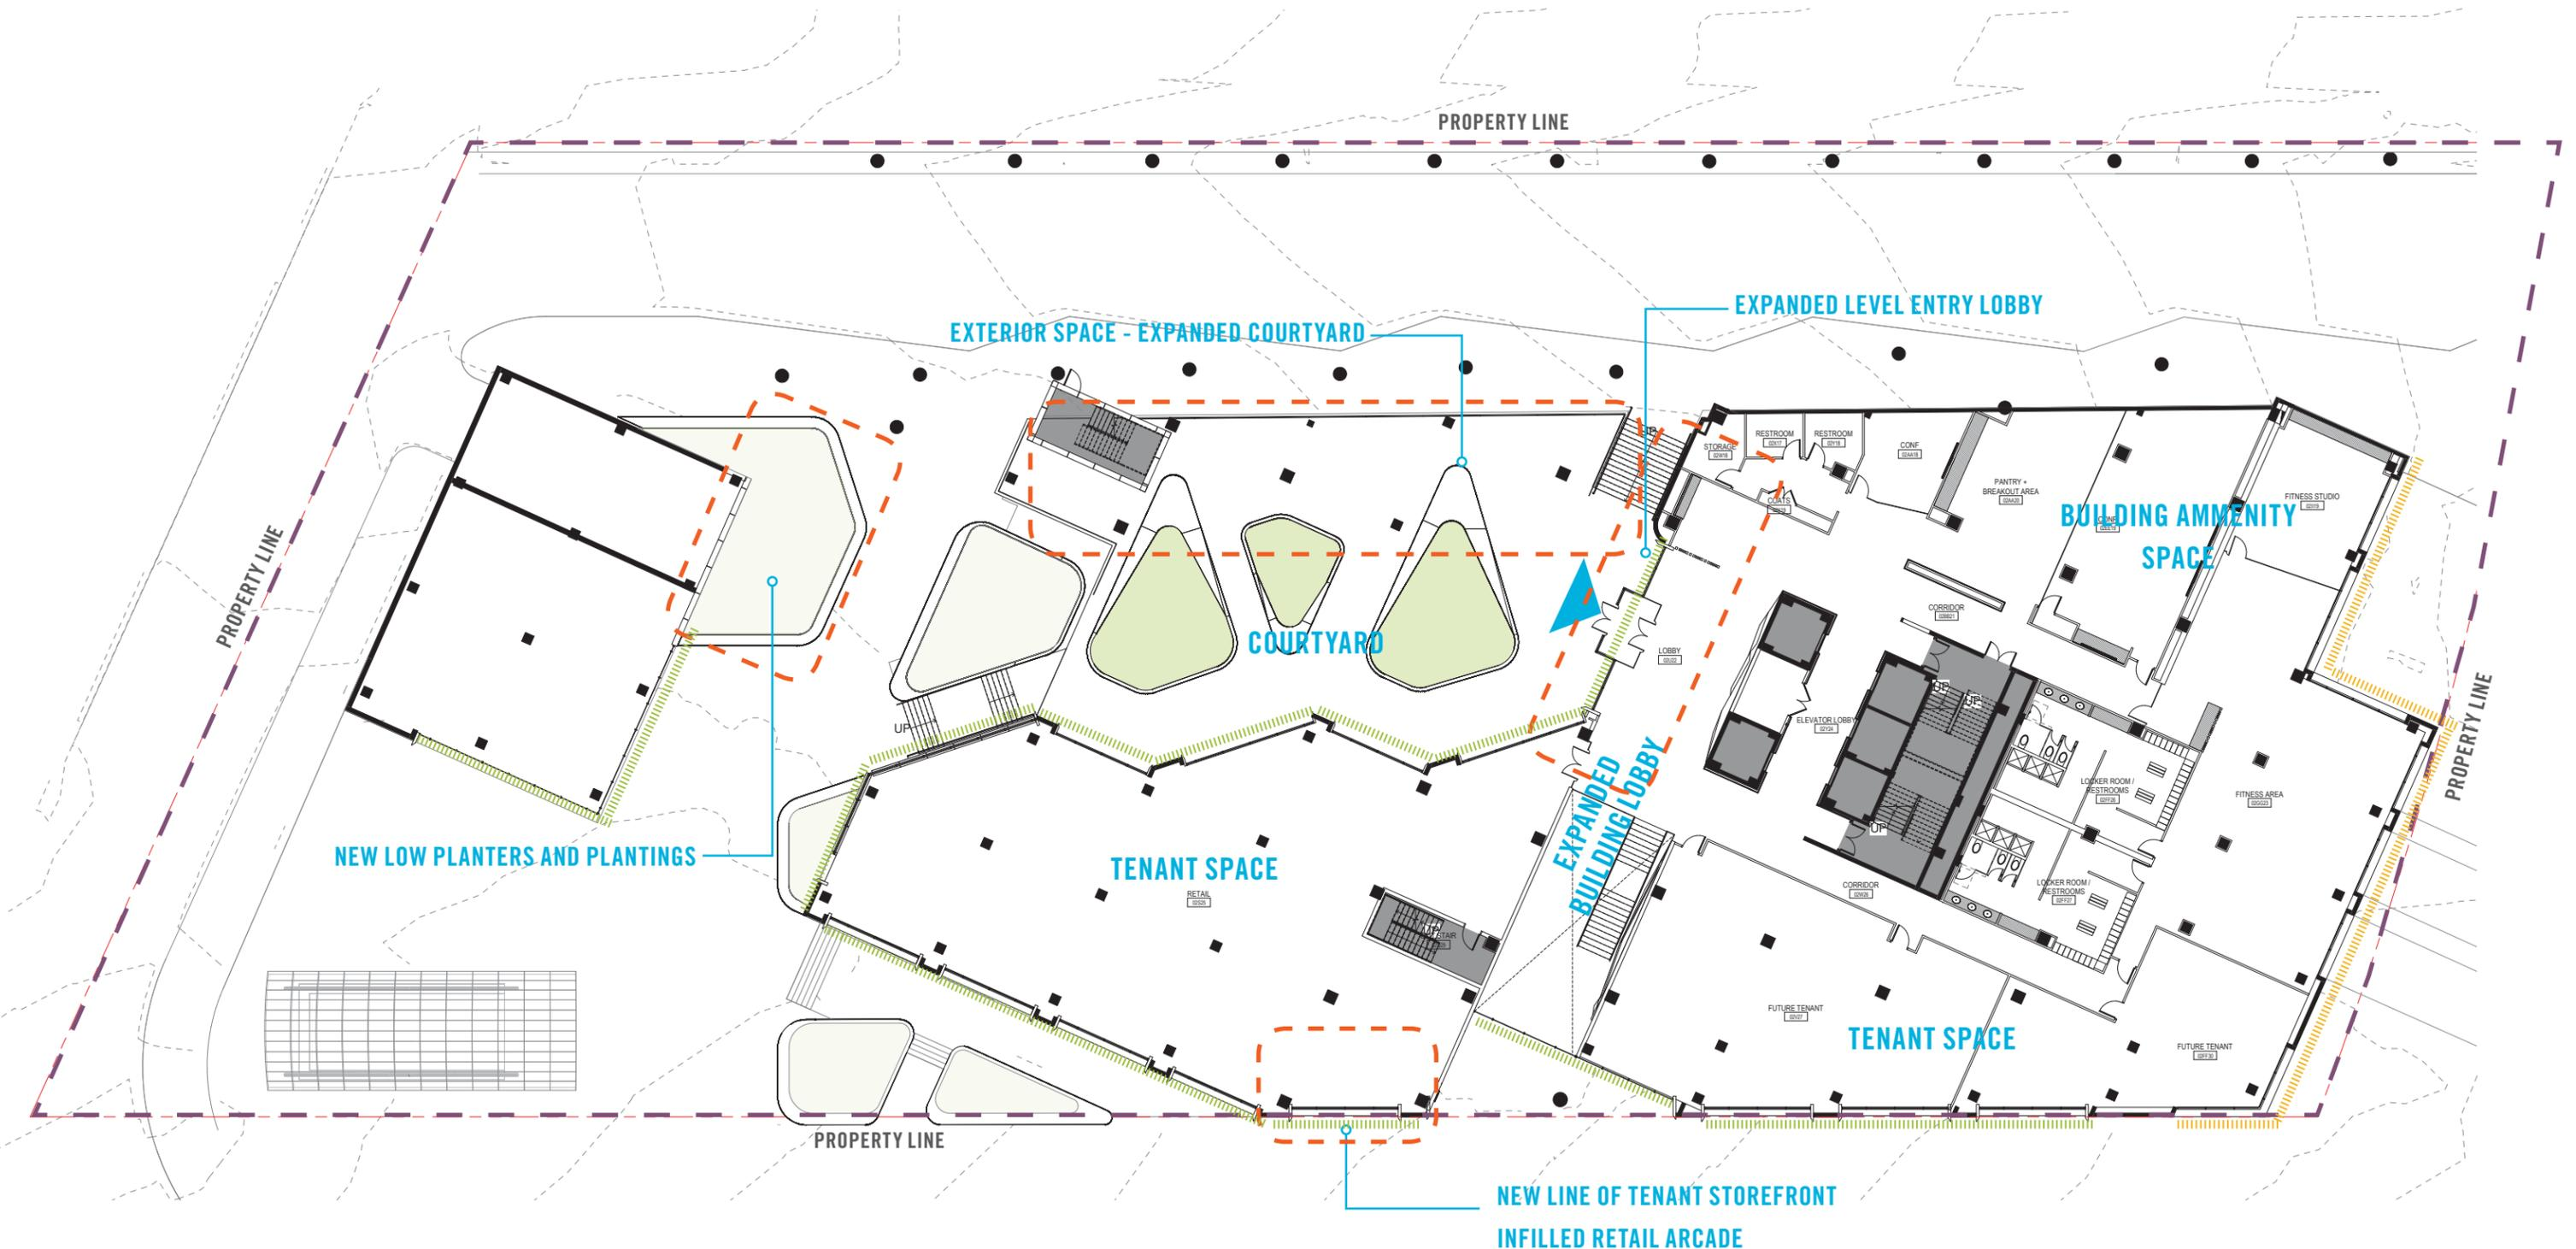 PROPERTY LINE
EXPANDED LEVEL ENTRY LOBBY
EXTERIOR SPACE - EXPANDED COURTYARD
UP
STORAGE
RESTROOM
RESTROOM
CONF.
COATS
PANTRY +
BREAKOUT AREA
FITNESS STUDIO
BUILDING AMMENITY
SPACE
PROPERTY LINE
CORRIDOR
COURTYARD
LOBBY
UP
UP
UP
ELEVATOR LOBBY
PROPERTY LINE
EXPANDED
BUILDING LOBBY
LOCKER ROOM /
RESTROOMS
FITNESS AREA
UP
NEW LOW PLANTERS AND PLANTINGS
TENANT SPACE
RETAIL
CORRIDOR
LOCKER ROOM /
RESTROOMS
STAIR
FUTURE TENANT
TENANT SPACE
FUTURE TENANT
PROPERTY LINE
NEW LINE OF TENANT STOREFRONT
INFILLED RETAIL ARCADE